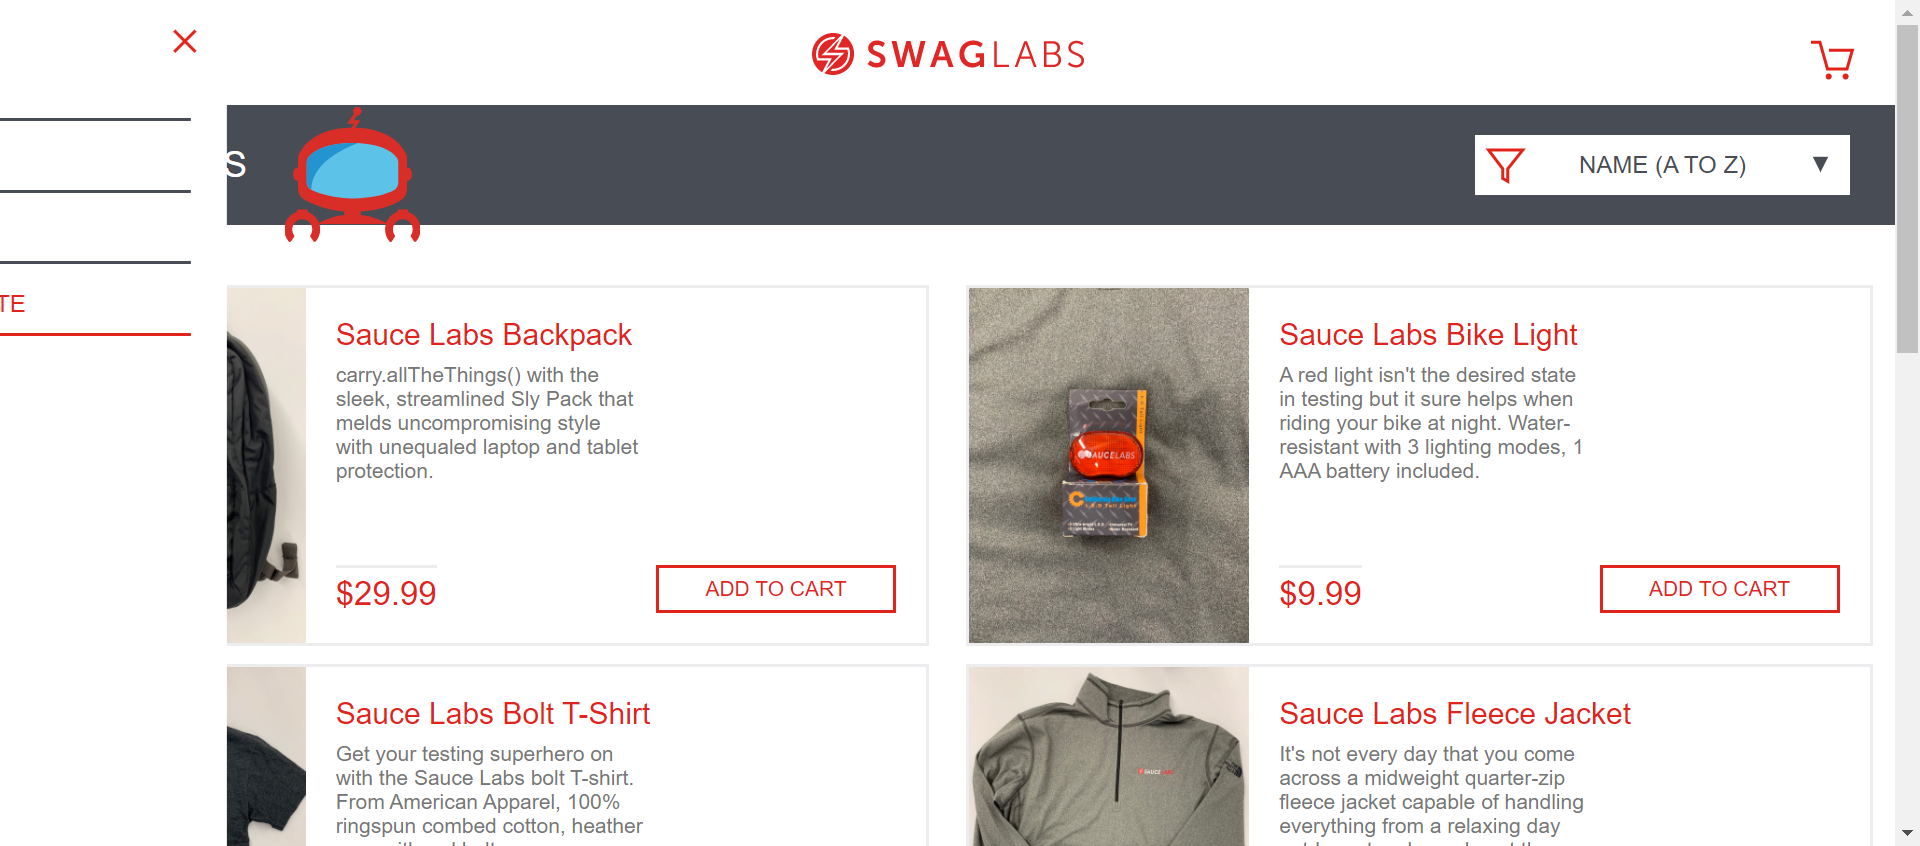 SWAGLABS
S
NAME (A TO Z)
TE
Sauce Labs Backpack
carry.allTheThings() with the
sleek, streamlined Sly Pack that
melds uncompromising style
with unequaled laptop and tablet
protection.
$29.99
ADD TO CART
Sauce Labs Bike Light
A red light isn't the desired state
in testing but it sure helps when
riding your bike at night. Water-
resistant with 3 lighting modes, 1
AAA battery included.
$9.99
ADD TO CART
SAUCELABS
Sauce Labs Bolt T-Shirt
Get your testing superhero on
with the Sauce Labs bolt T-shirt.
From American Apparel, 100%
ringspun combed cotton, heather
Sauce Labs Fleece Jacket
It's not every day that you come
across a midweight quarter-zip
fleece jacket capable of handling
everything from a relaxing day
SAUCE LABS